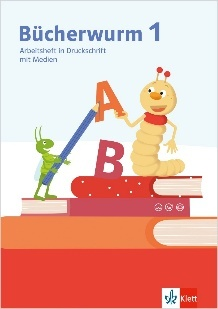 Bücherwurm 1
Arbeitsheft in Druckschrift
mit Medien
A
B
Klett